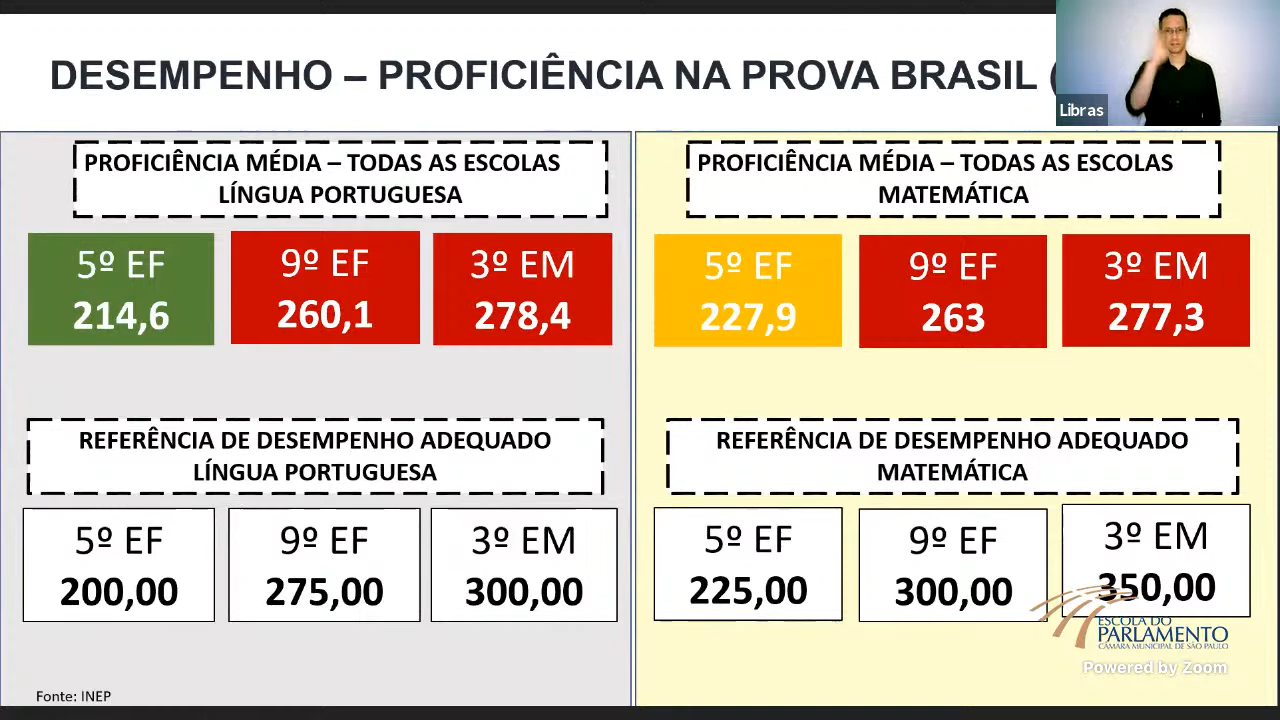 DESEMPENHO – PROFICIÊNCIA NA PROVA BRASIL (
Libras
PROFICIÊNCIA MÉDIA – TODAS AS ESCOLAS
LÍNGUA PORTUGUESA
5º EF
214,6
9º EF
260,1
3º EM
278,4
REFERÊNCIA DE DESEMPENHO ADEQUADO
LÍNGUA PORTUGUESA
5º EF
200,00
9º EF
275,00
3º EM
300,00
Fonte: INEP
PROFICIÊNCIA MÉDIA – TODAS AS ESCOLAS
MATEMÁTICA
5º EF
227,9
9º EF
263
3º EM
277,3
REFERÊNCIA DE DESEMPENHO ADEQUADO
MATEMÁTICA
5º EF
225,00
9º EF
300,00
3º EM
350,00
ESCOLA DO
PARLAMENTO
CÂMARA MUNICIPAL DE SÃO PAULO
Powered by Zoom